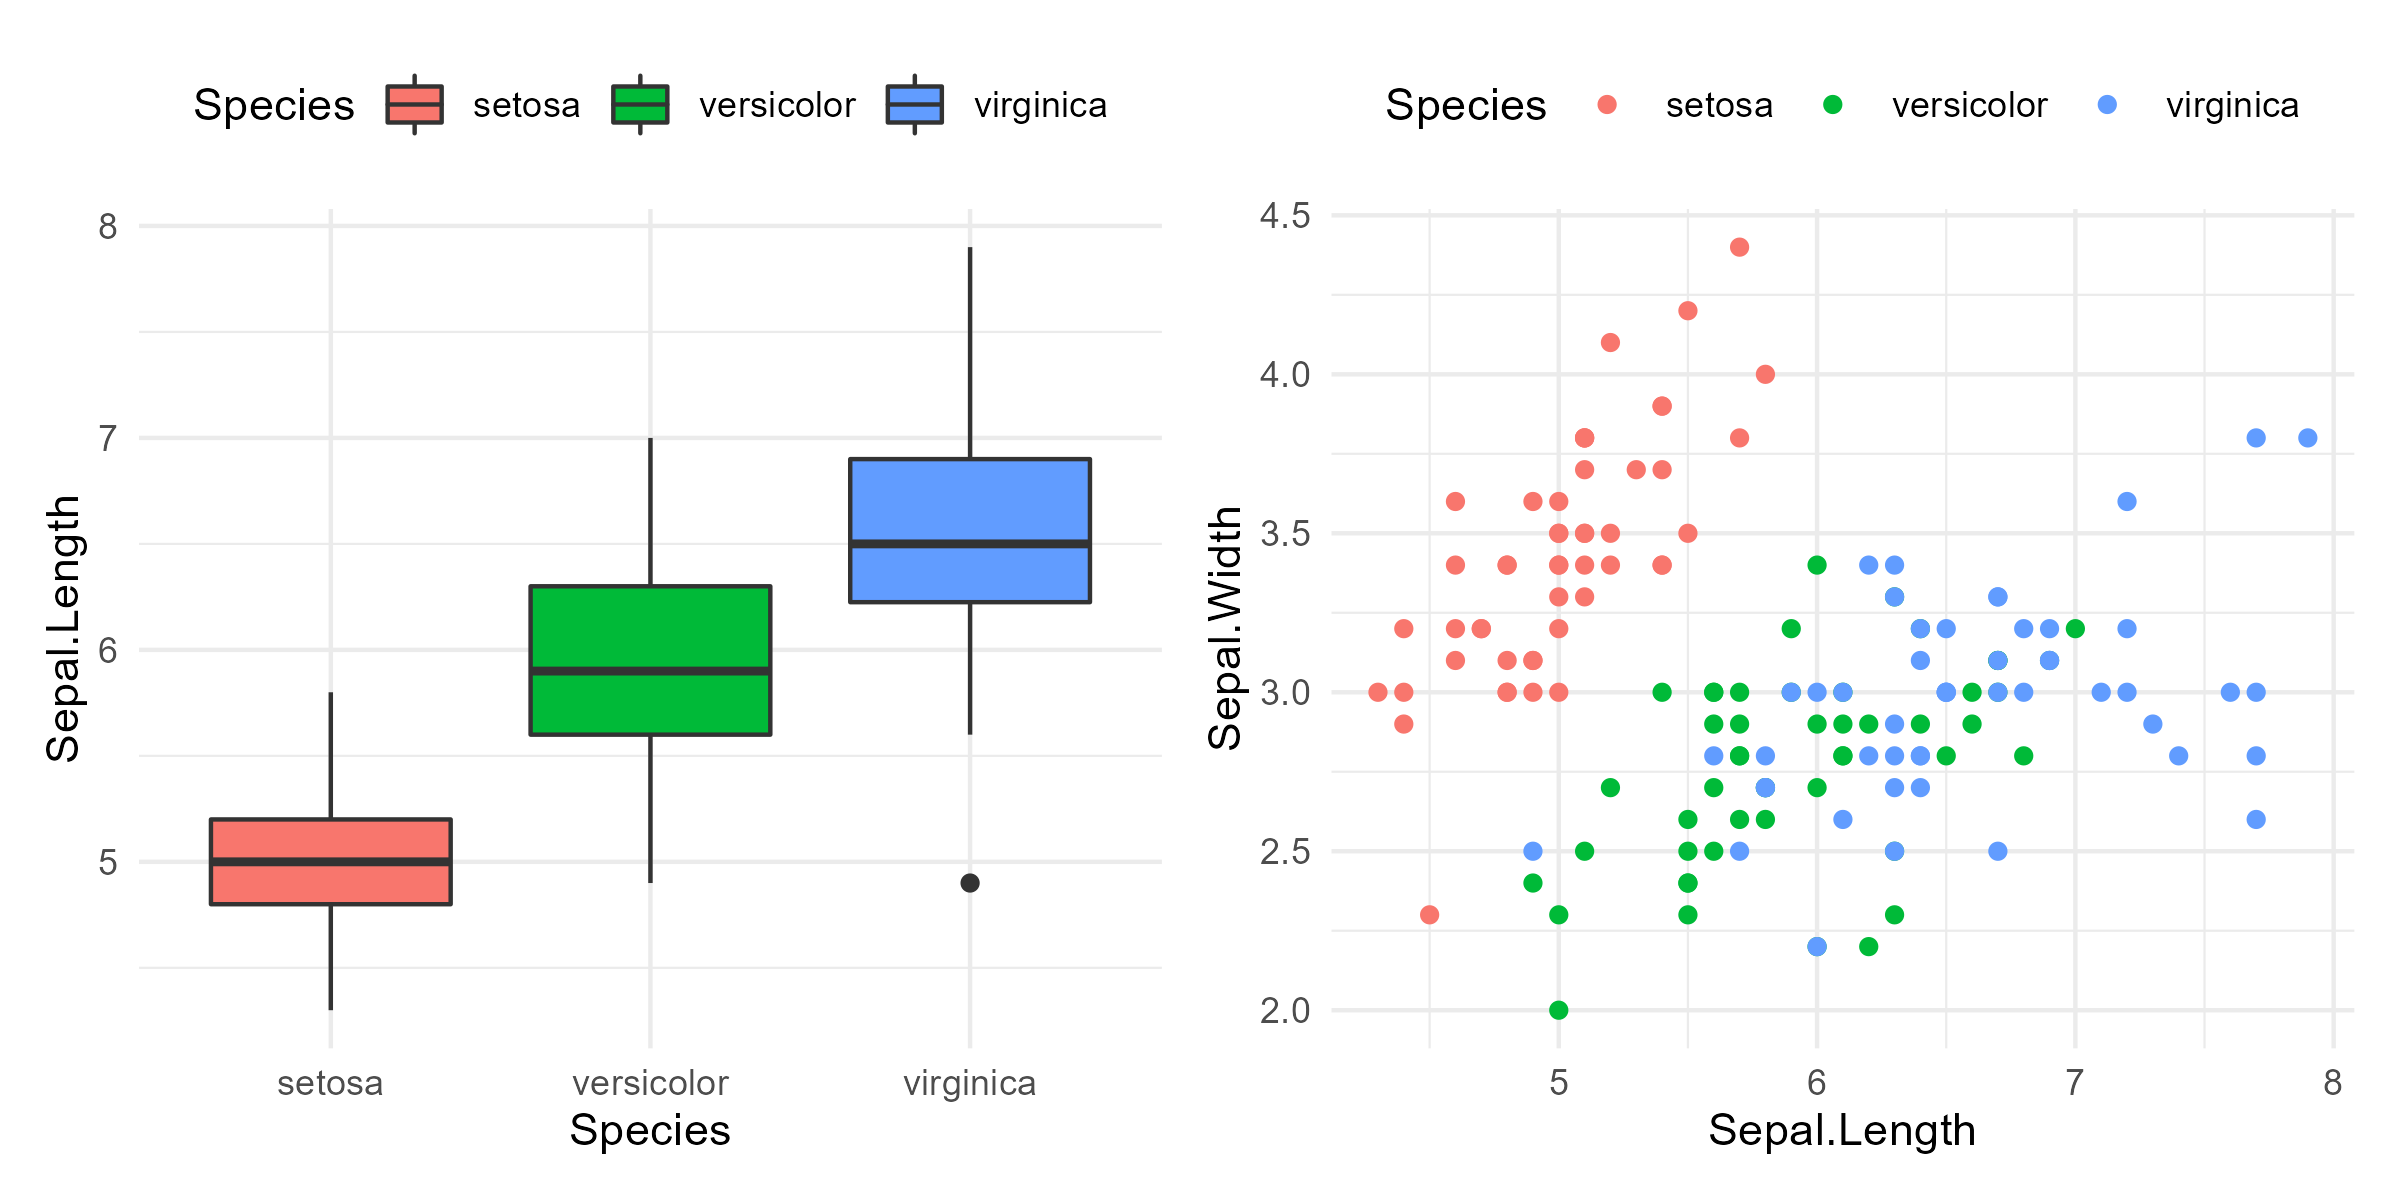 Species setosa versicolor virginica
8
7
6
5
Sepal.Length
setosa versicolor virginica
Species
Species setosa versicolor virginica
4.5
4.0
3.5
3.0
2.5
2.0
Sepal.Width
5 6 7 8
Sepal.Length